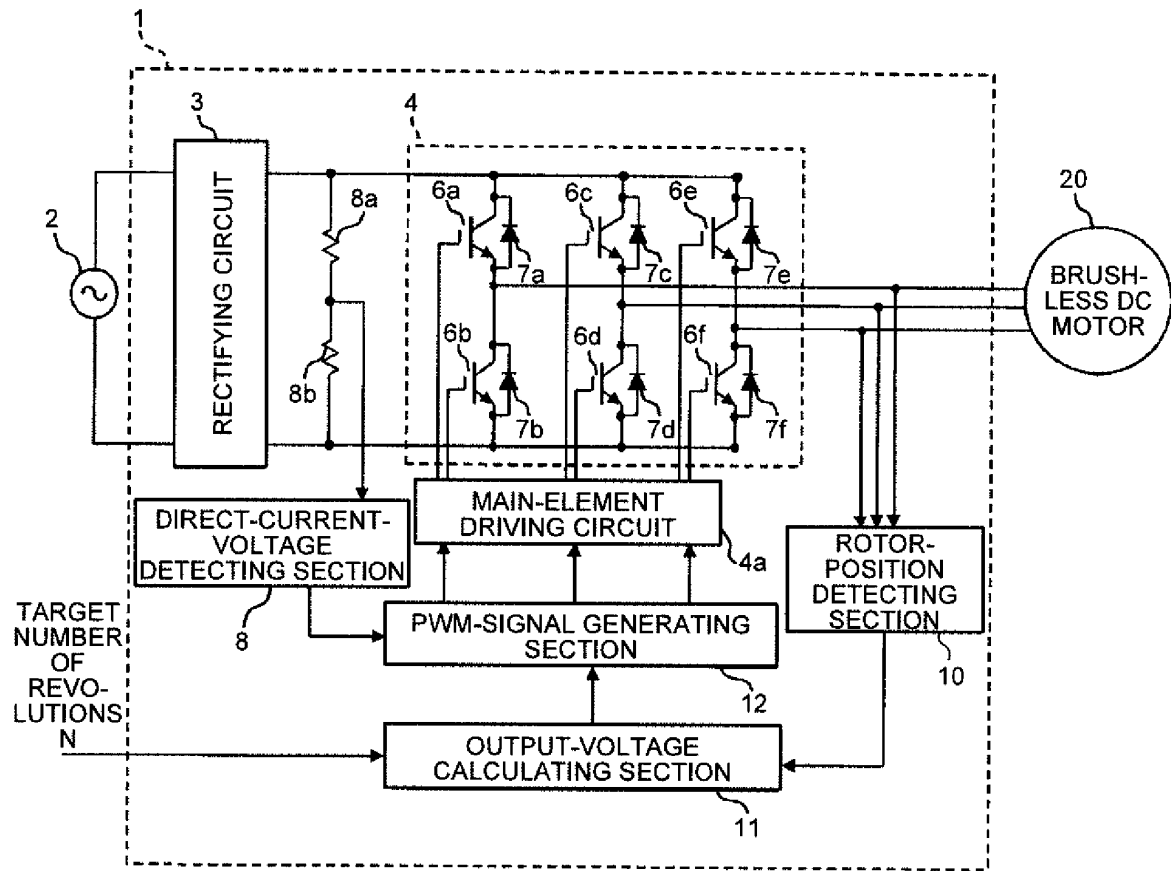 1
3
4
RECTIFYING CIRCUIT
2
8a
8b
6a
6c
6e
7a
7c
7e
6b
6d
6f
7b
7d
7f
20
BRUSH-
LESS DC
MOTOR
MAIN-ELEMENT
DRIVING CIRCUIT
4a
DIRECT-CURRENT-
VOLTAGE
DETECTING SECTION
8
ROTOR-
POSITION
DETECTING
SECTION
10
PWM-SIGNAL GENERATING
SECTION
12
TARGET
NUMBER
OF
REVO-
LUTIONS
N
OUTPUT-VOLTAGE
CALCULATING SECTION
11